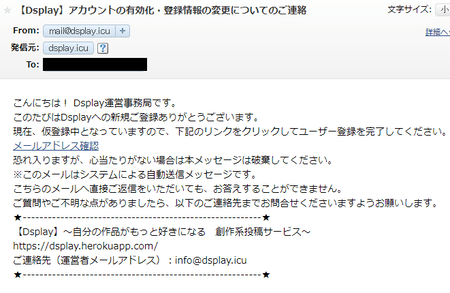 【Dsplay】アカウントの有効化・登録情報の変更についてのご連絡
文字サイズ: 小
From: mail@dsplay.icu +
詳細へ
発信元: dsplay.icu ?
To:
こんにちは！ Dsplay運営事務局です。
このたびはDsplayへの新規ご登録ありがとうございます。
現在、仮登録中となっていますので、下記のリンクをクリックしてユーザー登録を完了してください。
メールアドレス確認
恐れ入りますが、心当たりがない場合は本メッセージは破棄してください。
※このメールはシステムによる自動送信メッセージです。
こちらのメールへ直接ご返信をいただいても、お答えすることができません。
ご質問やご不明な点がありましたら、以下のご連絡先までお問合せくださいますようお願いします。
★-------------------------------------------------------★
【Dsplay】～自分の作品がもっと好きになる　創作系投稿サービス～
https://dsplay.herokuapp.com/
ご連絡先（運営者メールアドレス）：info@dsplay.icu
★-------------------------------------------------------★